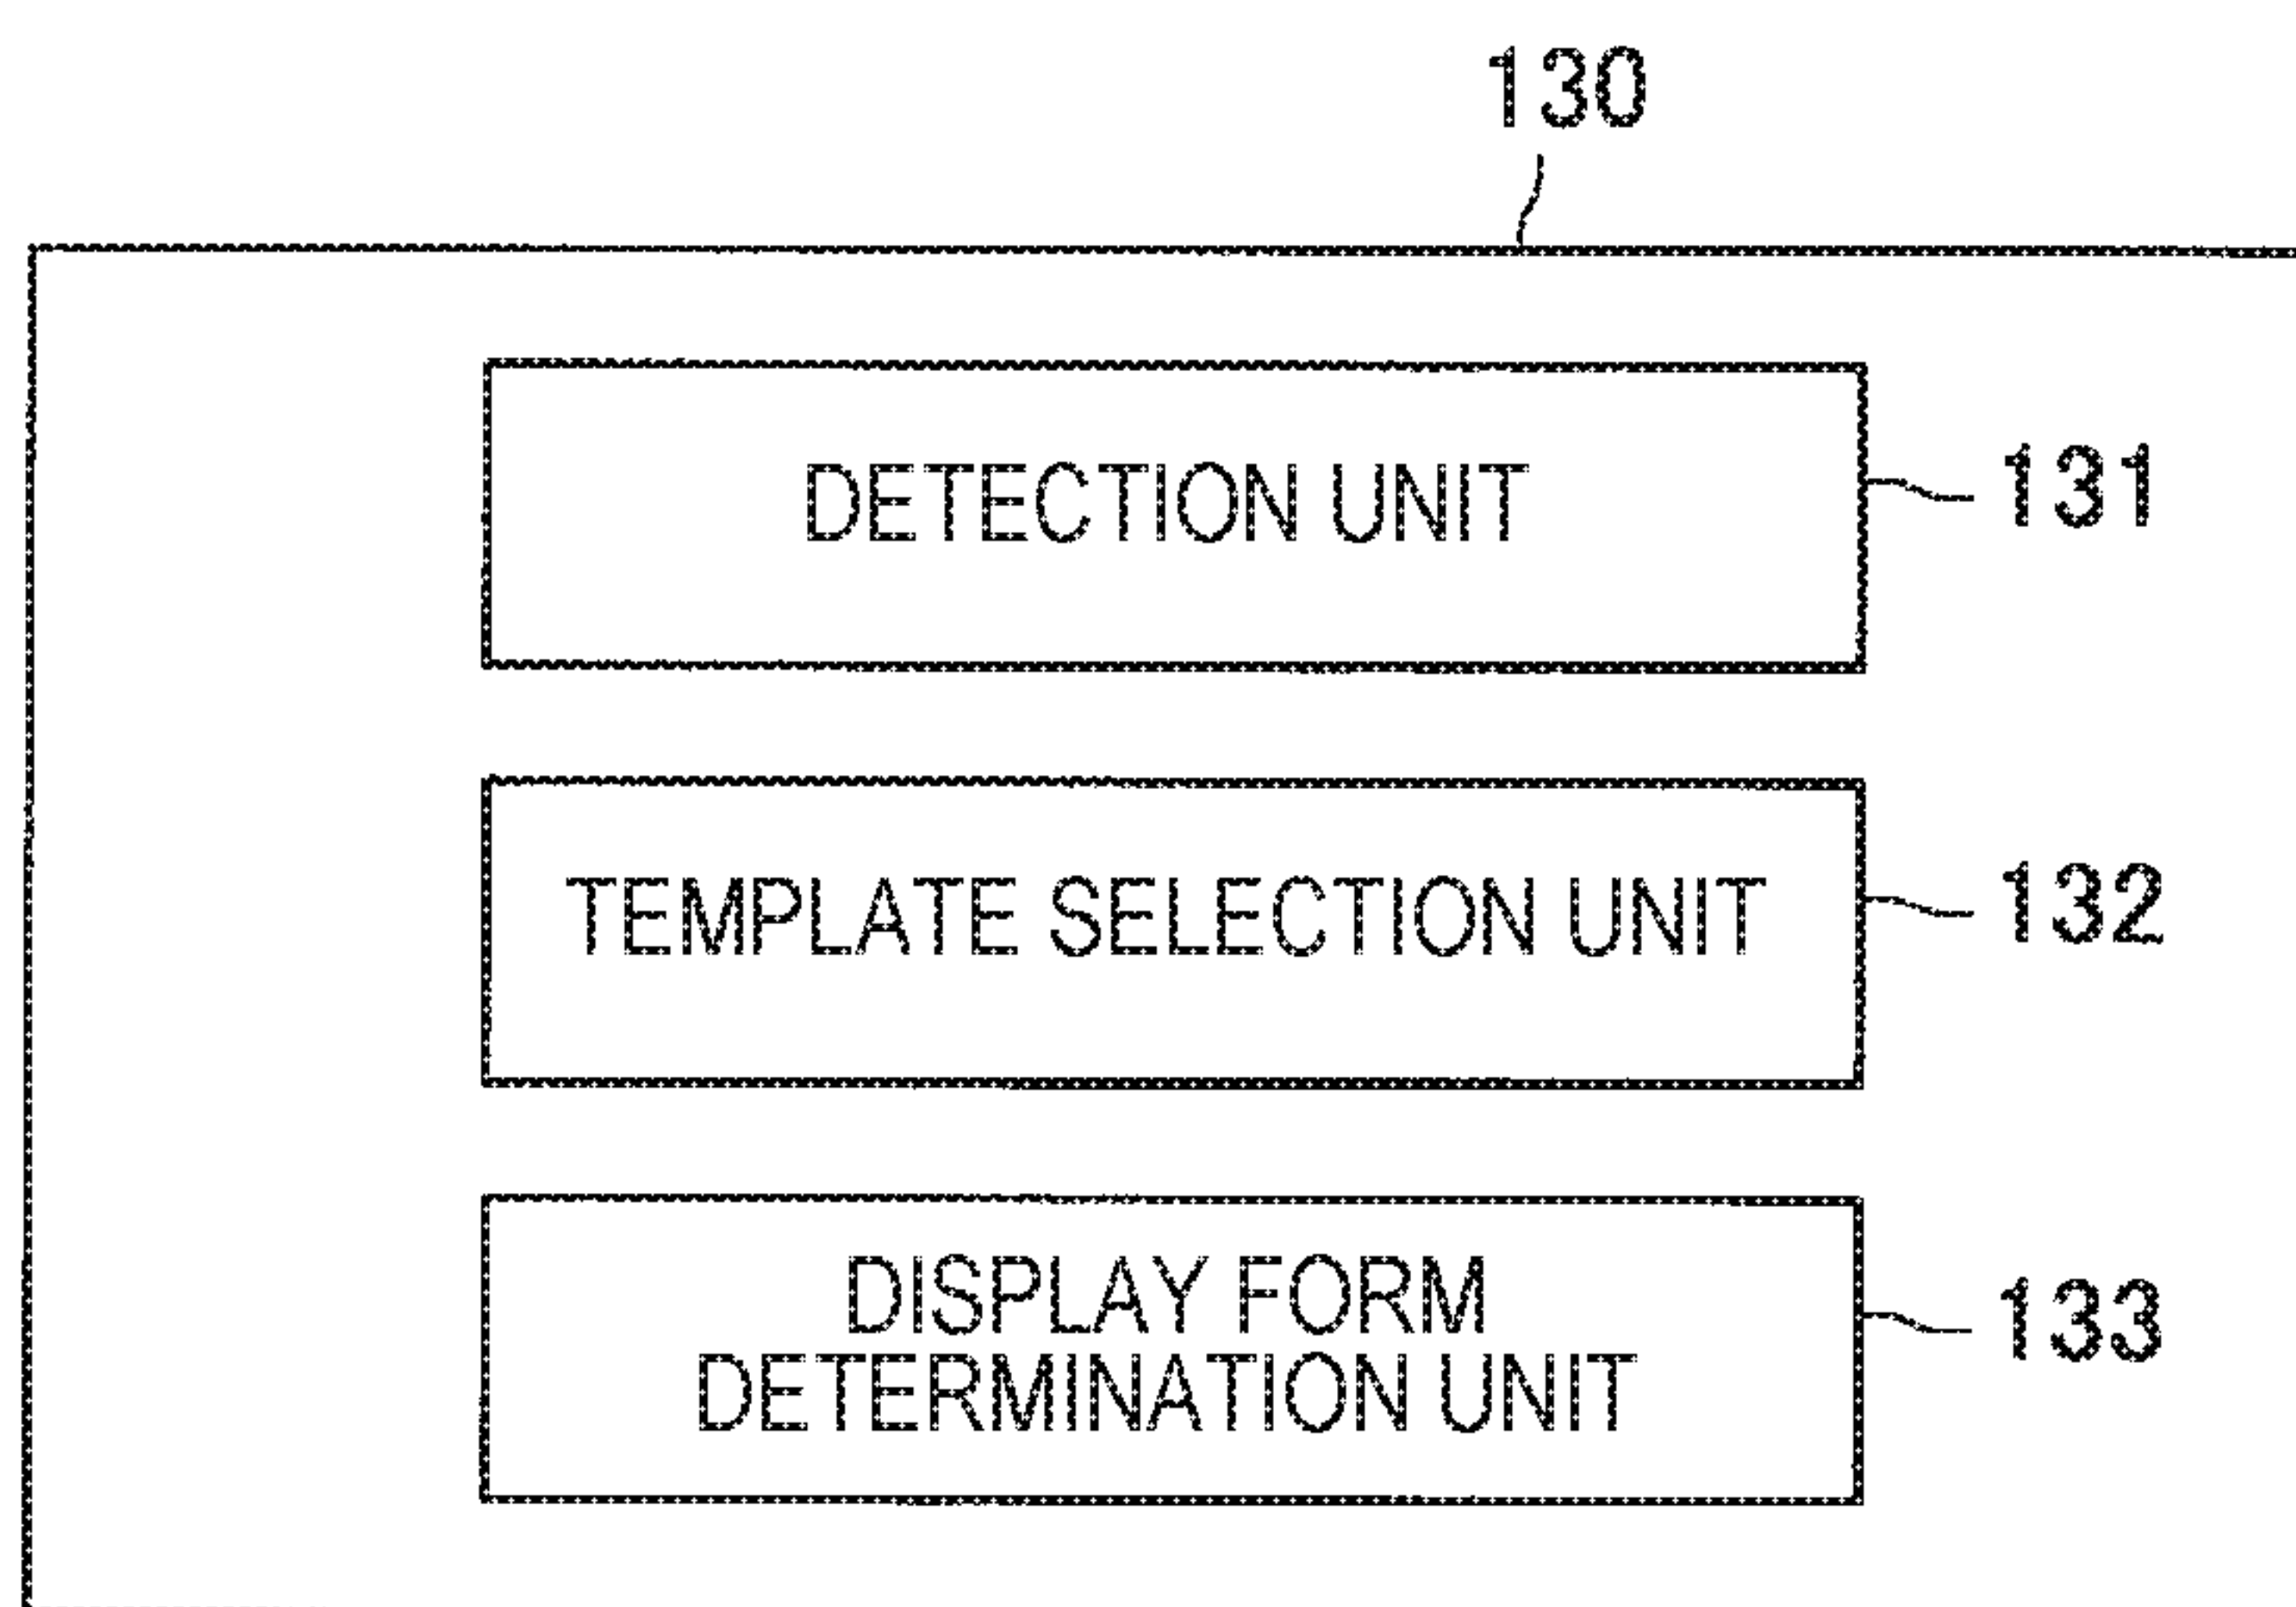 130
DETECTION UNIT
131
TEMPLATE SELECTION UNIT
132
DISPLAY FORM
DETERMINATION UNIT
133